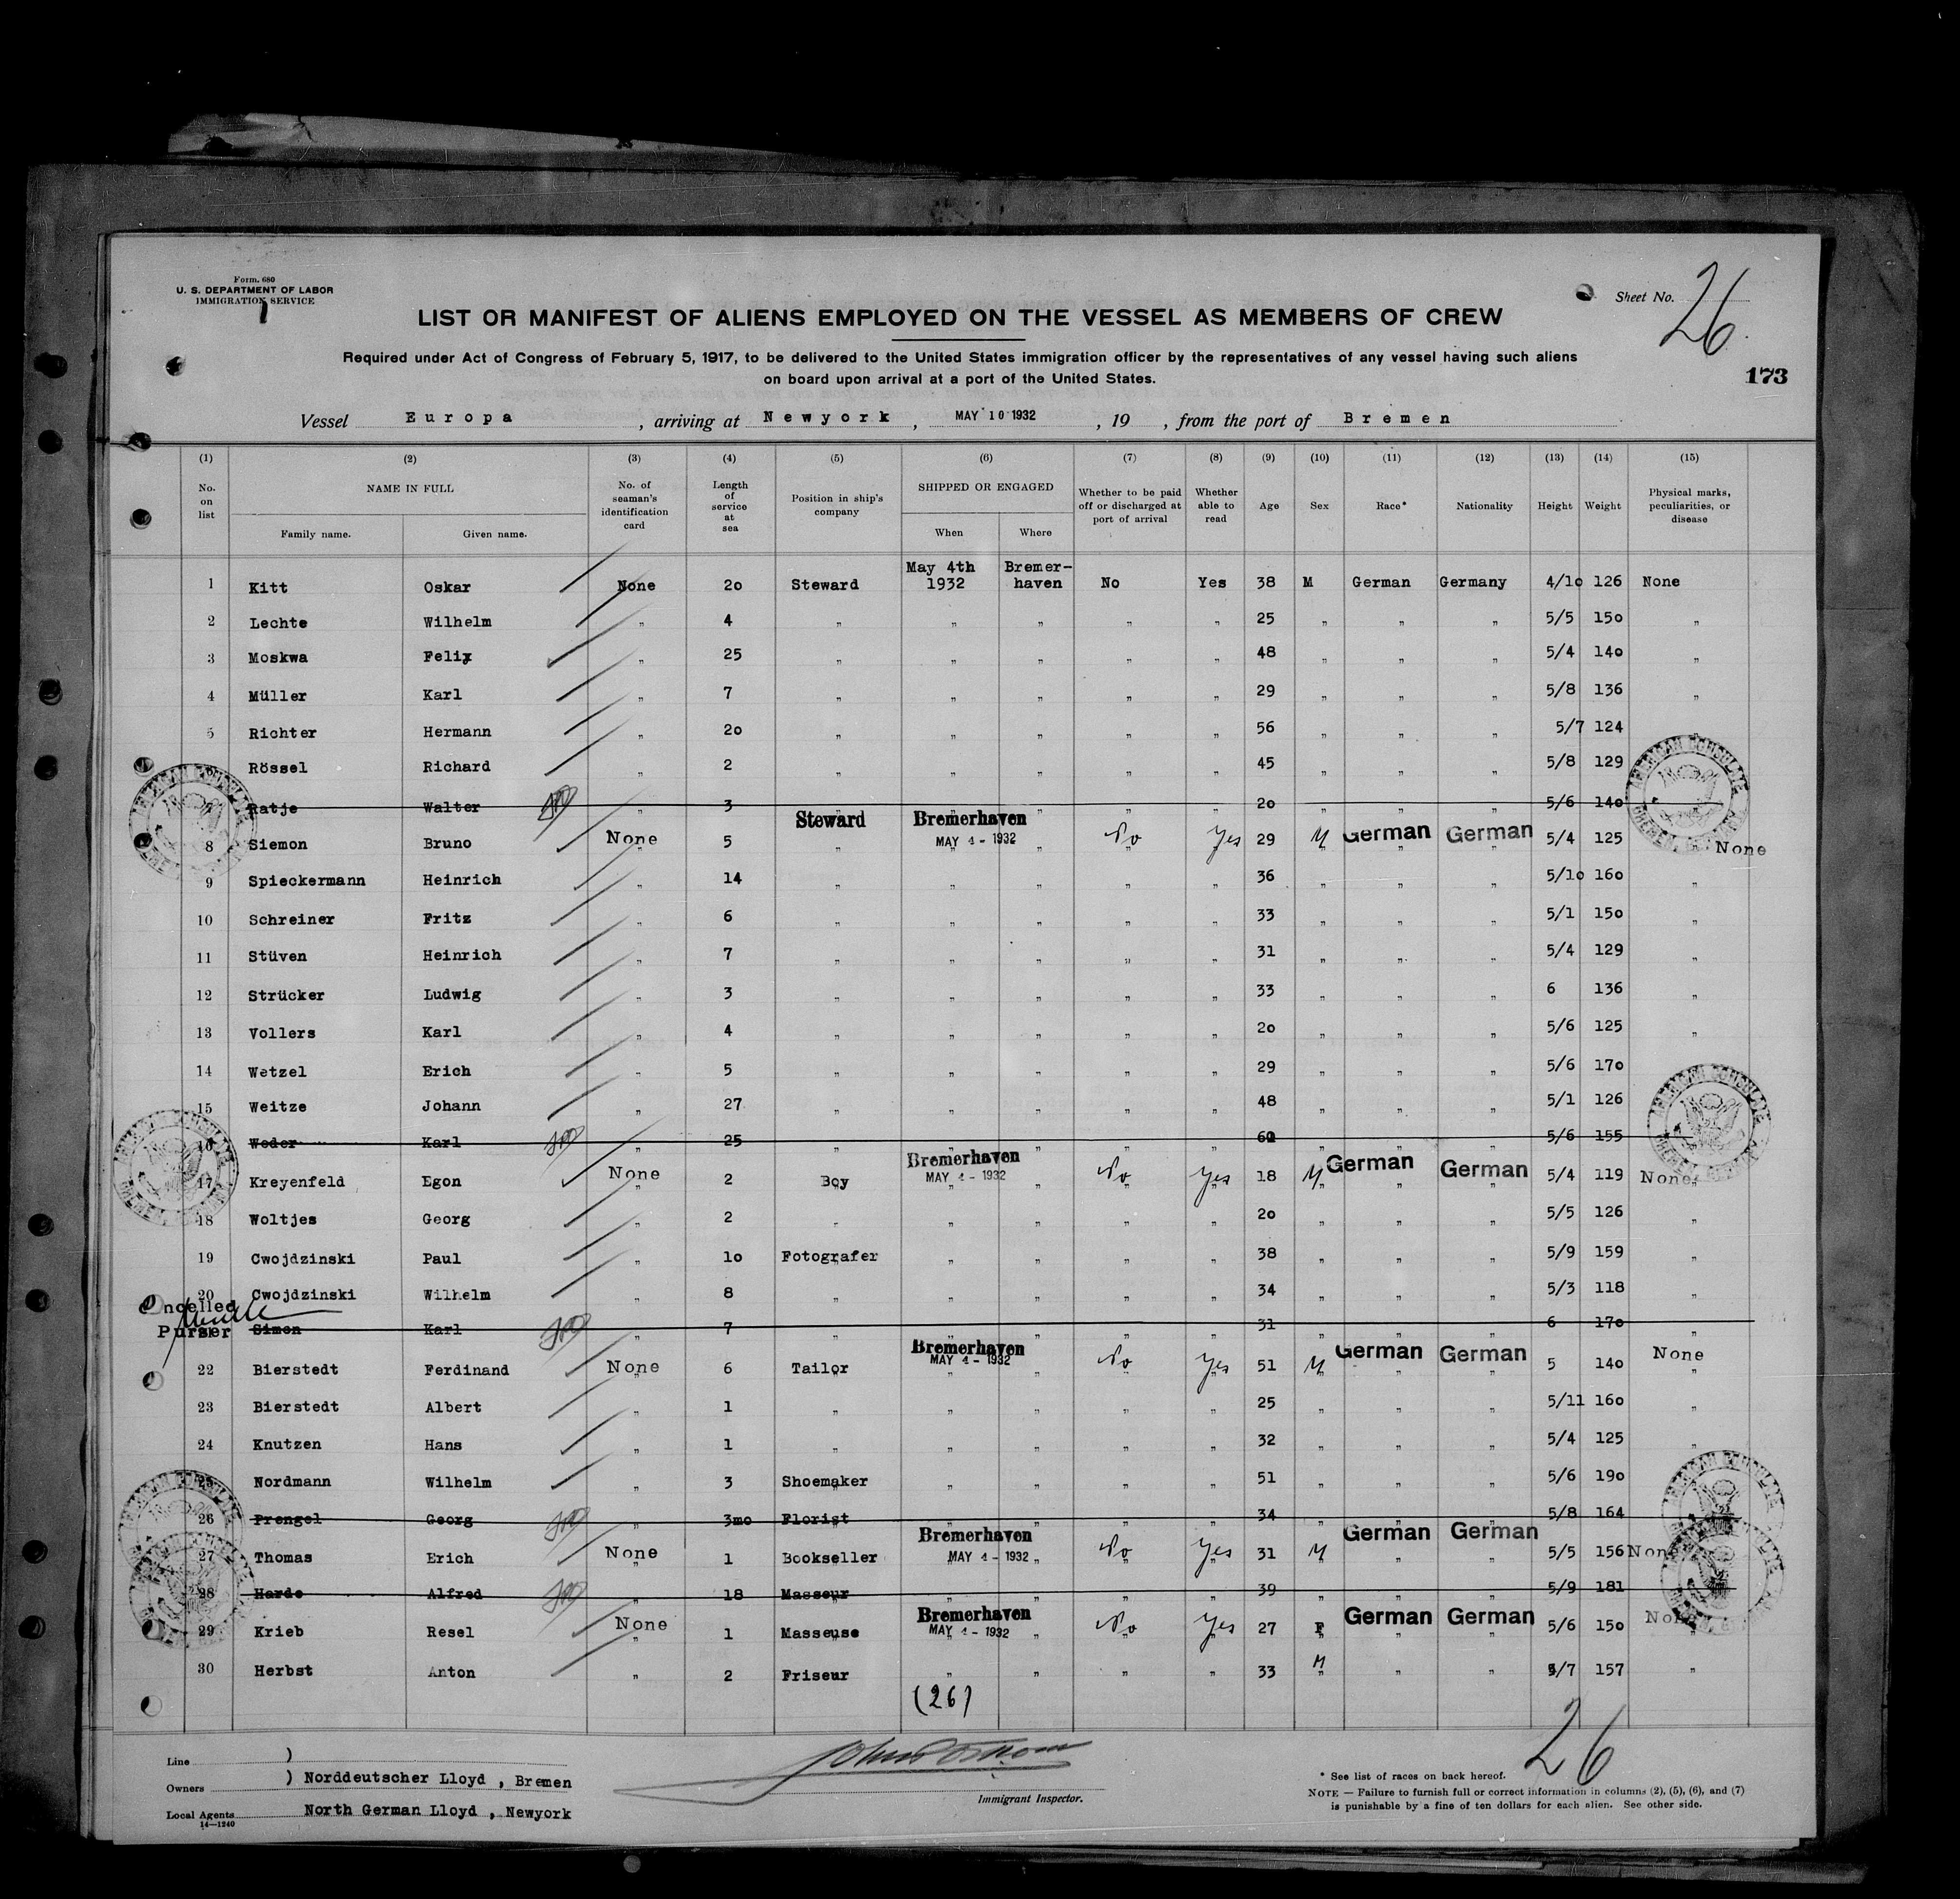 Form. 680
U. S. DEPARTMENT OF LABOR
IMMIGRATION SERVICE
Sheet No. 26
LIST OR MANIFEST OF ALIENS EMPLOYED ON THE VESSEL AS MEMBERS OF CREW
Required under Act of Congress of February 5, 1917, to be delivered to the United States immigration officer by the representatives of any vessel having such aliens
on board upon arrival at a port of the United States.
173
Vessel Europa, arriving at Newyork, MAY 10 1932, 19 , from the port of Bremen
(1) (2) (3) (4) (5) (6) (7) (8) (9) (10) (11) (12) (13) (14) (15)
No. on list NAME IN FULL Family name. Given name. No. of seaman's identification card Length of service at sea Position in ship's company SHIPPED OR ENGAGED When Where Whether to be paid off or discharged at port of arrival Whether able to read Age Sex Race* Nationality Height Weight Physical marks, peculiarities, or disease
1 Kitt Oskar None 20 Steward May 4th 1932 Bremer-haven No Yes 38 M German Germany 4/10 126 None
2 Lechte Wilhelm " 4 " " " " " 25 " " " 5/5 150 "
3 Moskwa Felix " 25 " " " " " 48 " " " 5/4 140 "
4 Müller Karl " 7 " " " " " 29 " " " 5/8 136 "
5 Richter Hermann " 20 " " " " " 56 " " " 5/7 124 "
Rössel Richard " 2 " " " " " 45 " " " 5/8 129
7 Ratje Walter " 3 " " " " " 20 " " " 5/6 140 "
8 Siemon Bruno None 5 Steward Bremerhaven MAY 4 - 1932 " No Yes 29 M German German 5/4 125 None
9 Spieckermann Heinrich " 14 " " " " " 36 " " " 5/10 160 "
10 Schreiner Fritz " 6 " " " " " 33 " " " 5/1 150 "
11 Stüven Heinrich " 7 " " " " " 31 " " " 5/4 129 "
12 Strücker Ludwig " 3 " " " " " 33 " " " 6 136 "
13 Vollers Karl " 4 " " " " " 20 " " " 5/6 125 "
14 Wetzel Erich " 5 " " " " " 29 " " " 5/6 170 "
15 Weitze Johann " 27 " " " " " 48 " " " 5/1 126 "
16 Weder Karl " 25 " " " " " " " " 5/6 155 "
17 Kreyenfeld Egon None 2 Boy Bremerhaven MAY 4 - 1932 " No Yes 18 M German German 5/4 119 None
18 Woltjes Georg " 2 " " " " " 20 " " " 5/5 126 "
19 Cwojdzinski Paul " 10 Fotografer " " " " 38 " " " 5/9 159 "
20 Cwojdzinski Wilhelm " 8 " " " " " 34 " " " 5/3 118 "
Simon Karl " 7 " " " " " 31 " " " 6 170 "
Purser
22 Bierstedt Ferdinand None 6 Tailor Bremerhaven MAY 4 - 1932 " No Yes 51 M German German 5 140 None
23 Bierstedt Albert " 1 " " " " " 25 " " " 5/11 160 "
24 Knutzen Hans " 1 " " " " " 32 " " " 5/4 125 "
25 Nordmann Wilhelm " 3 Shoemaker " " " " 51 " " " 5/6 190
26 Prengel Georg " 3mo Florist " " " " 34 " " " 5/8 164
27 Thomas Erich None 1 Bookseller Bremerhaven MAY 4 - 1932 " No Yes 31 M German German 5/5 156 None
28 Harde Alfred " 18 Masseur " " " " 39 " " " 5/9 181
29 Krieb Resel None 1 Masseuse Bremerhaven MAY 4 - 1932 " No Yes 27 F German German 5/6 150 None
30 Herbst Anton " 2 Friseur " " " " 33 M " " 5/7 157 "
(26)
26
Line )
Owners ) Norddeutscher Lloyd , Bremen
Local Agents North German Lloyd , Newyork
14—1240
Immigrant Inspector.
* See list of races on back hereof.
NOTE — Failure to furnish full or correct information in columns (2), (5), (6), and (7)
is punishable by a fine of ten dollars for each alien. See other side.